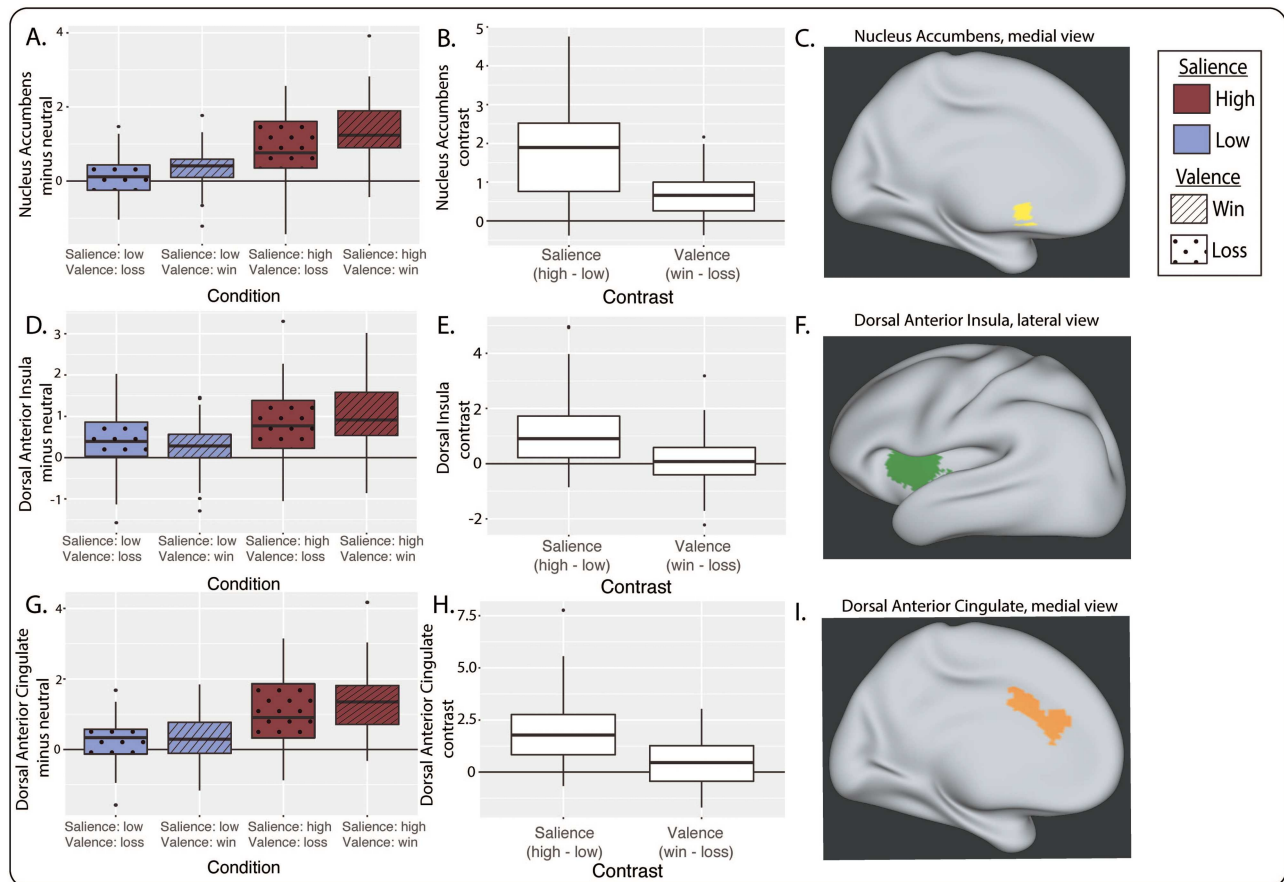 A.
Nucleus Accumbens
minus neutral
4
2
0
Salience: low
Valence: loss
Salience: low
Valence: win
Salience: high
Valence: loss
Salience: high
Valence: win
Condition
B.
Nucleus Accumbens
contrast
5
4
3
2
1
0
Salience
(high - low)
Valence
(win - loss)
Contrast
C.
Nucleus Accumbens, medial view
Salience
High
Low
Valence
Win
Loss
D.
Dorsal Anterior Insula
minus neutral
3
2
1
0
-1
Salience: low
Valence: loss
Salience: low
Valence: win
Salience: high
Valence: loss
Salience: high
Valence: win
Condition
E.
Dorsal Insula
contrast
4
2
0
-2
Salience
(high - low)
Valence
(win - loss)
Contrast
F.
Dorsal Anterior Insula, lateral view
G.
Dorsal Anterior Cingulate
minus neutral
4
2
0
Salience: low
Valence: loss
Salience: low
Valence: win
Salience: high
Valence: loss
Salience: high
Valence: win
Condition
H.
Dorsal Anterior Cingulate
contrast
7.5
5.0
2.5
0
Salience
(high - low)
Valence
(win - loss)
Contrast
I.
Dorsal Anterior Cingulate, medial view